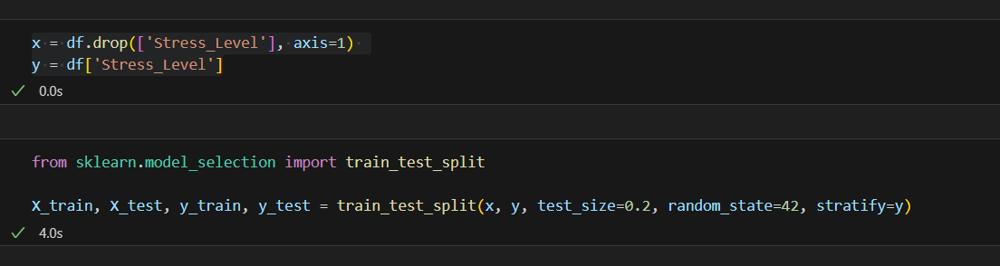 x = df.drop(['Stress_Level'], axis=1)
y = df['Stress_Level']
0.0s
from sklearn.model_selection import train_test_split
X_train, X_test, y_train, y_test = train_test_split(x, y, test_size=0.2, random_state=42, stratify=y)
4.0s